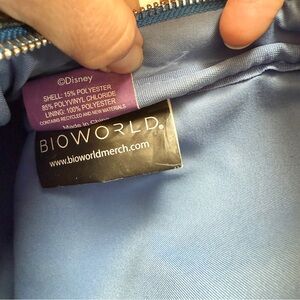 ©Disney
SHELL: 15% POLYESTER
85% POLYVINYL CHLORIDE
LINING: 100% POLYESTER
CONTAINS RECYCLED AND NEW MATERIALS
Made in China
BIOWORLD®
www.bioworldmerch.com